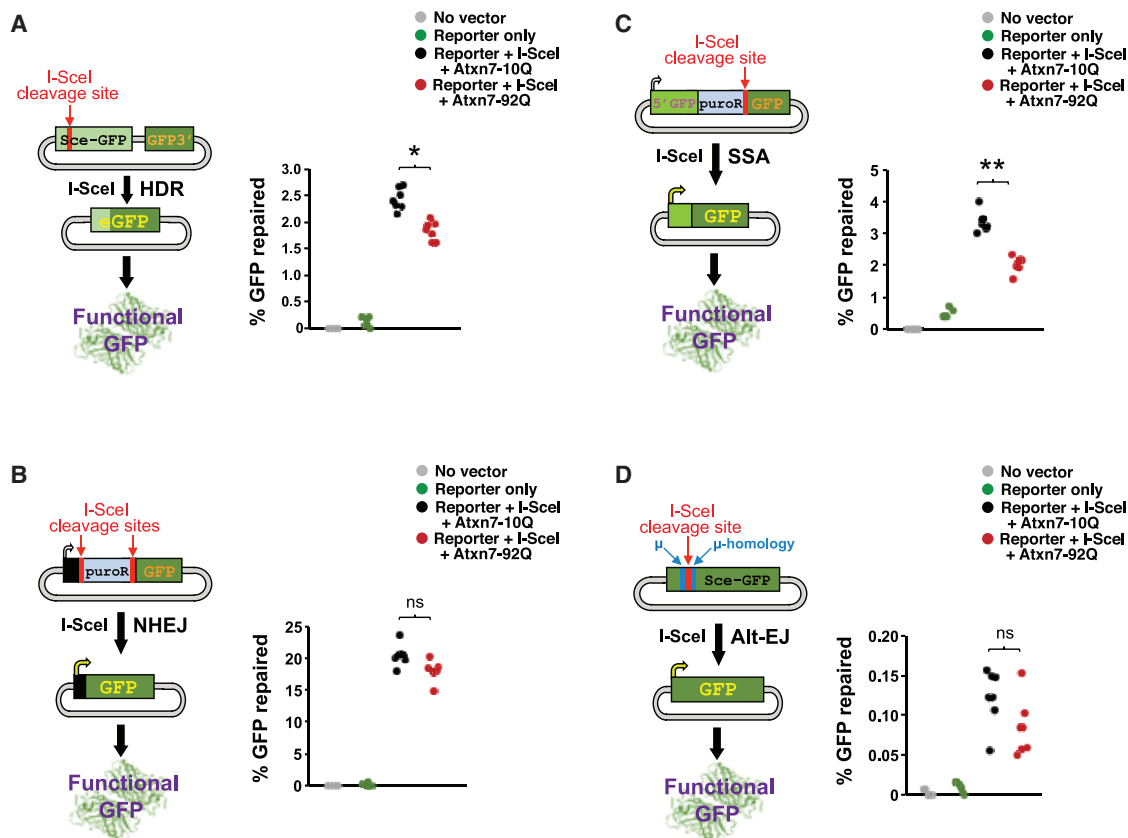 A
No vector
Reporter only
Reporter + I-SceI
+ Atxn7-10Q
Reporter + I-SceI
+ Atxn7-92Q
I-SceI
cleavage site
Sce-GFP
GFP3'
I-SceI
HDR
eGFP
Functional
GFP
% GFP repaired
3.0
2.5
2.0
1.5
1.0
0.5
0
*
C
No vector
Reporter only
Reporter + I-SceI
+ Atxn7-10Q
Reporter + I-SceI
+ Atxn7-92Q
I-SceI
cleavage site
5' GFP
puroR
GFP
I-SceI
SSA
GFP
Functional
GFP
% GFP repaired
5
4
3
2
1
0
**
B
No vector
Reporter only
Reporter + I-SceI
+ Atxn7-10Q
Reporter + I-SceI
+ Atxn7-92Q
I-SceI
cleavage sites
puroR
GFP
I-SceI
NHEJ
GFP
Functional
GFP
% GFP repaired
25
20
15
10
5
0
ns
D
No vector
Reporter only
Reporter + I-SceI
+ Atxn7-10Q
Reporter + I-SceI
+ Atxn7-92Q
I-SceI
cleavage site
μ
μ-homology
Sce-GFP
I-SceI
Alt-EJ
GFP
Functional
GFP
% GFP repaired
0.20
0.15
0.10
0.05
0
ns